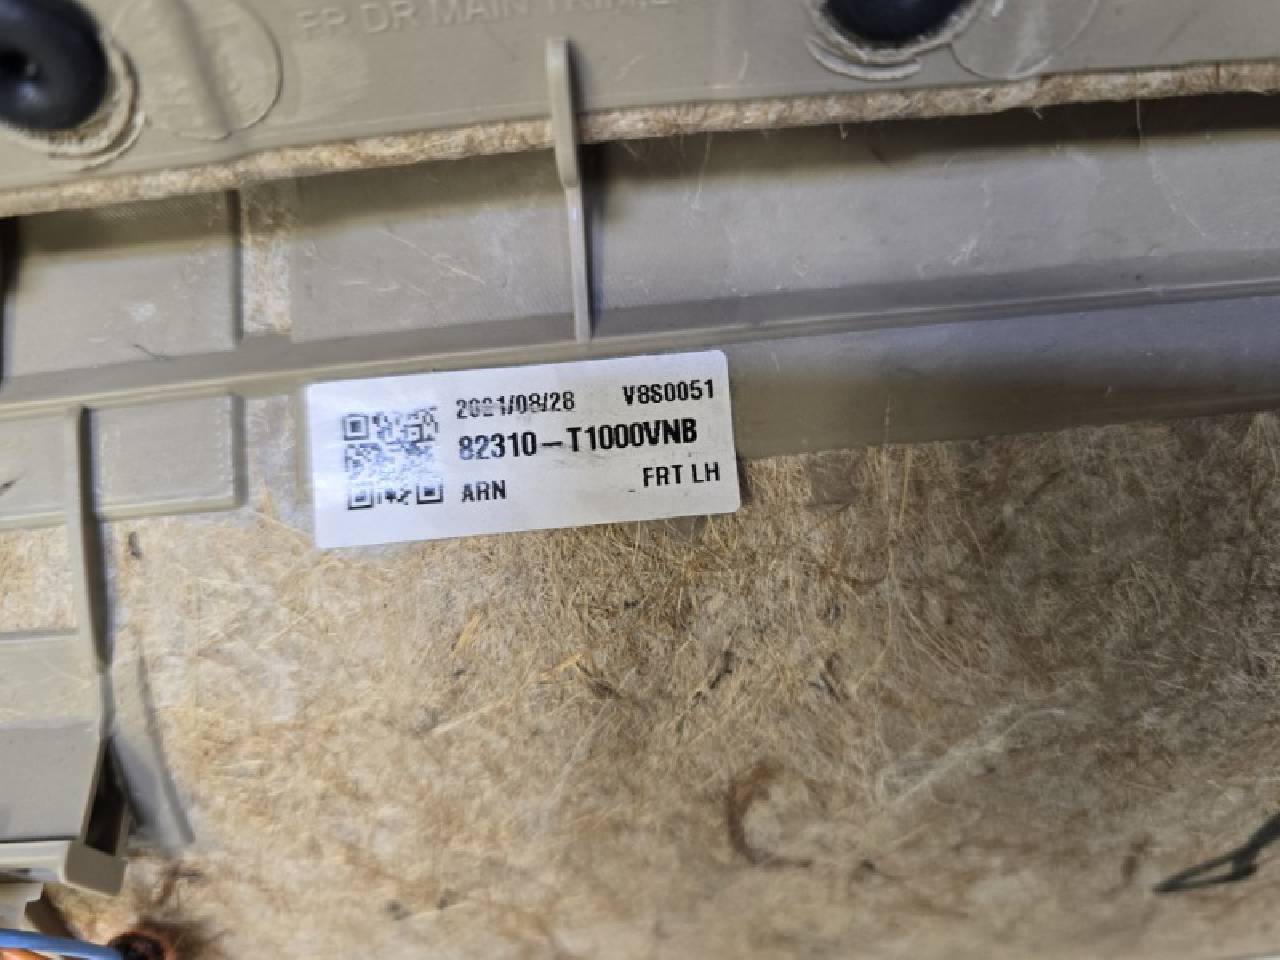 FR DR MAIN TRIM,L
2021/08/28 V8S0051
82310-T1000VNB
FRT LH
ARN